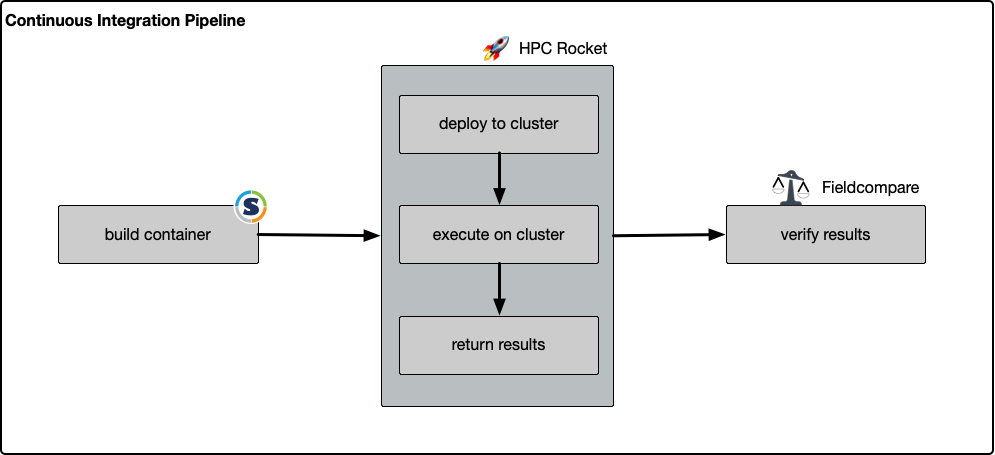 Continuous Integration Pipeline
HPC Rocket
deploy to cluster
build container
S
execute on cluster
return results
Fieldcompare
verify results